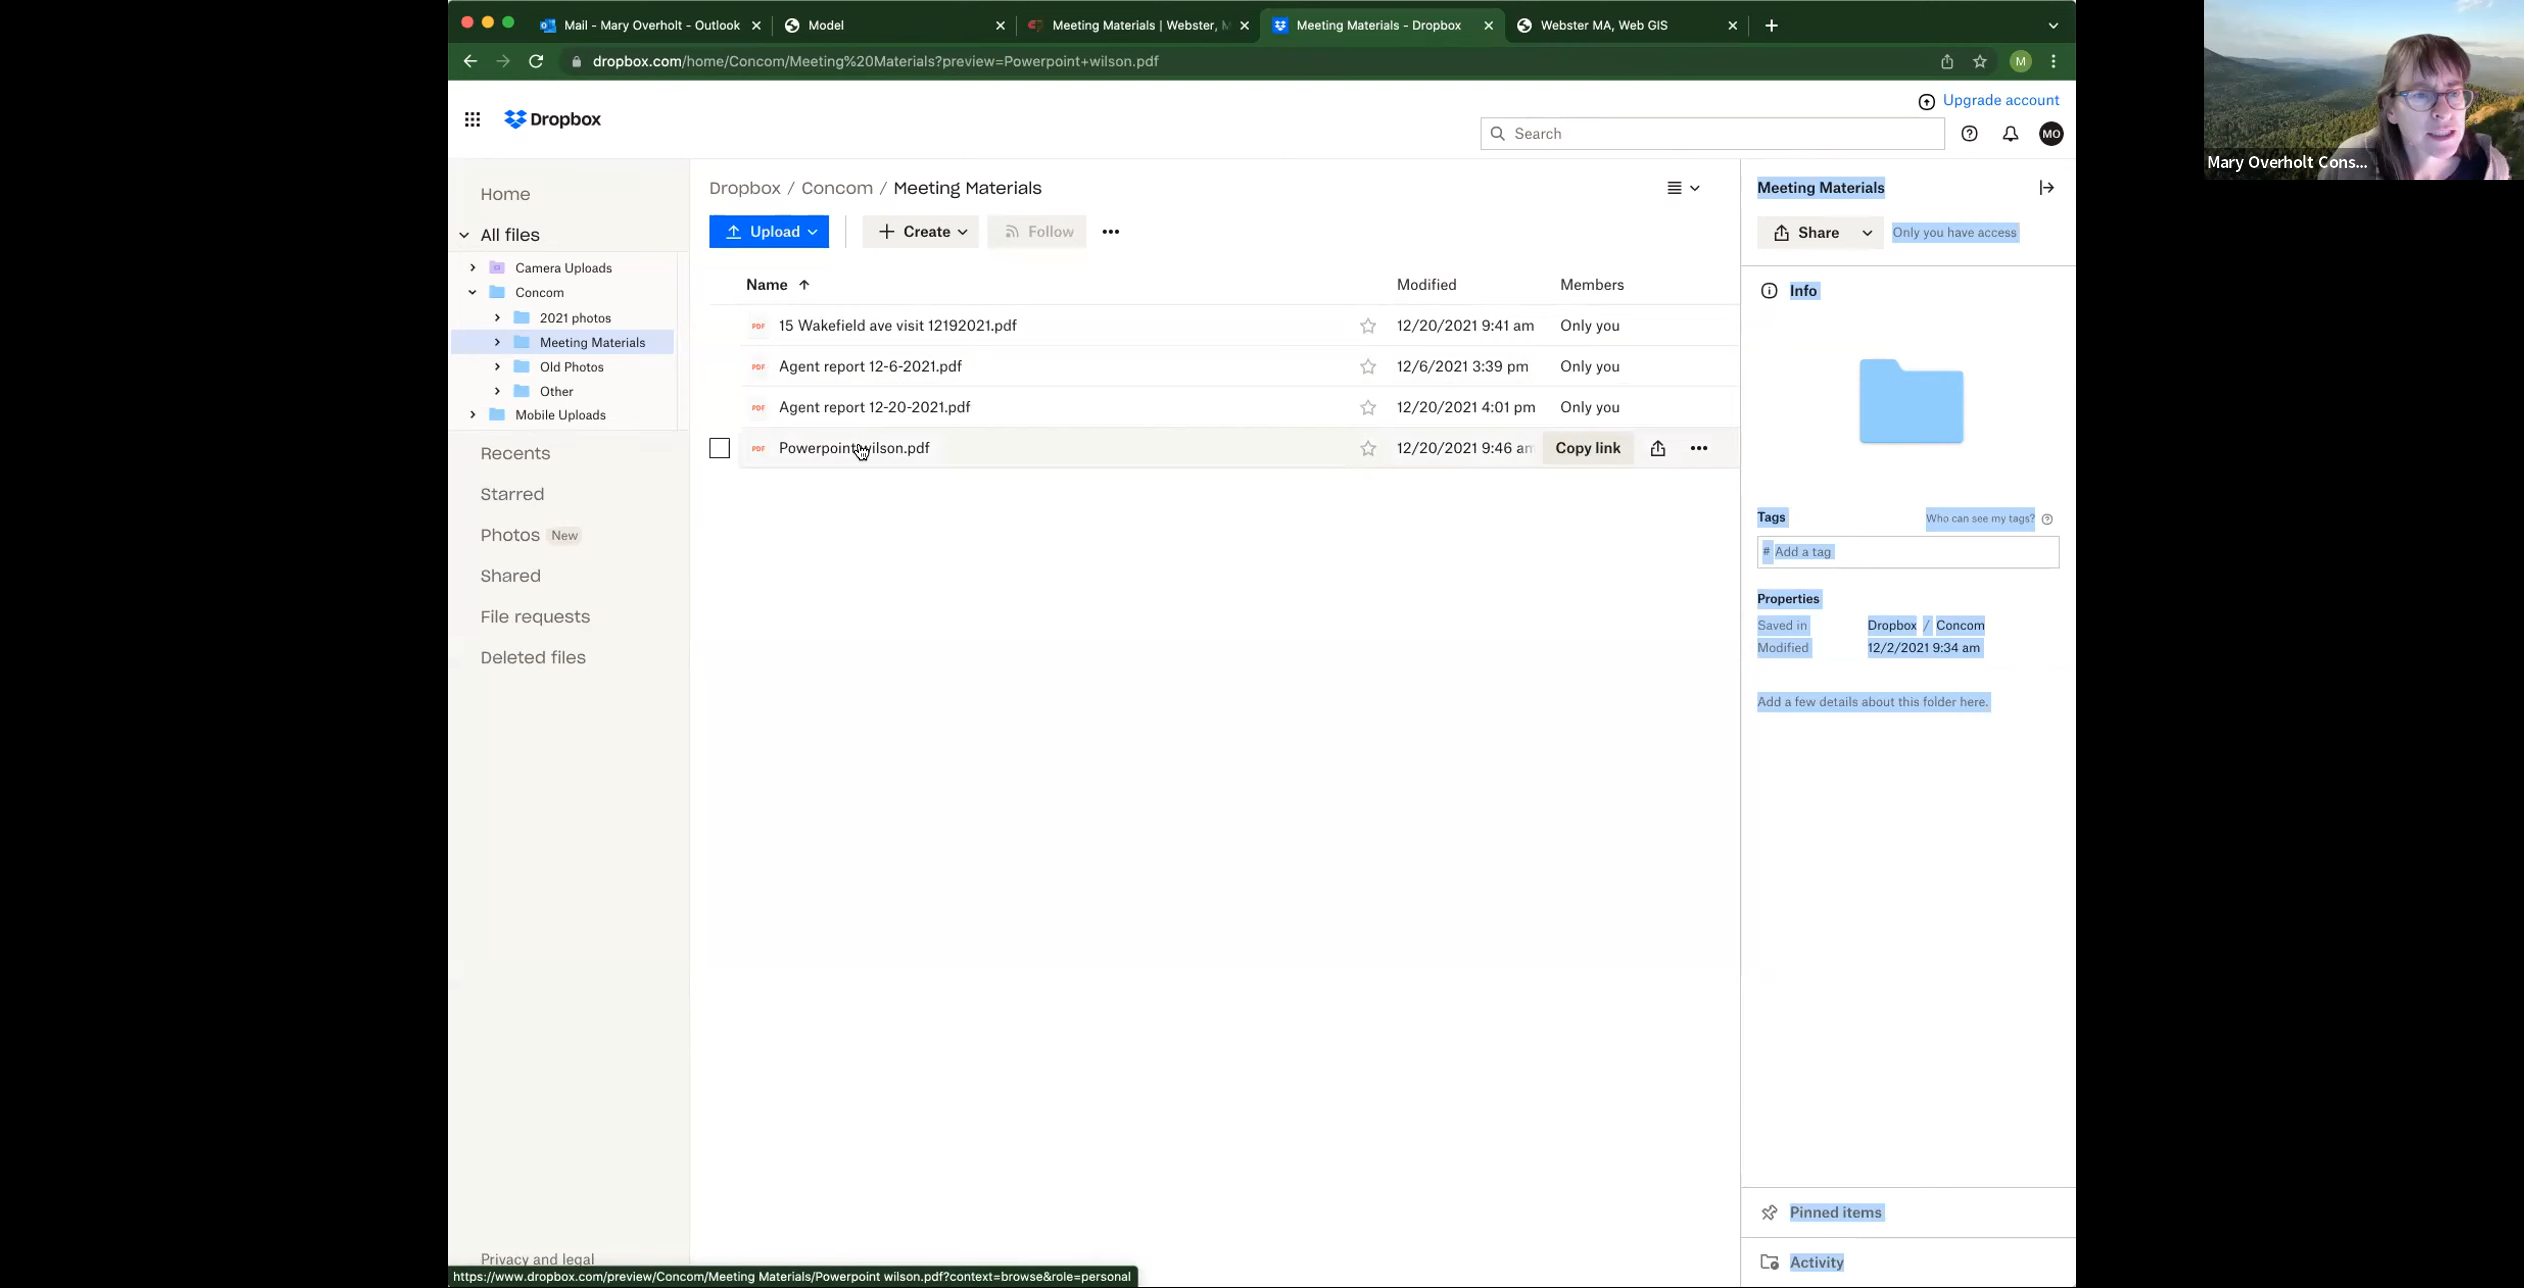 Mail - Mary Overholt - Outlook
Model
Meeting Materials | Webster, M
Meeting Materials - Dropbox
Webster MA, Web GIS
dropbox.com/home/Concom/Meeting%20Materials?preview=Powerpoint+wilson.pdf
M
Mary Overholt Cons...
Upgrade account
Dropbox
Search
MO
Home
All files
Camera Uploads
Concom
2021 photos
Meeting Materials
Old Photos
Other
Mobile Uploads
Recents
Starred
Photos New
Shared
File requests
Deleted files
Privacy and legal
Dropbox / Concom / Meeting Materials
Upload
Create
Follow
Name Modified Members
PDF 15 Wakefield ave visit 12192021.pdf 12/20/2021 9:41 am Only you
PDF Agent report 12-6-2021.pdf 12/6/2021 3:39 pm Only you
PDF Agent report 12-20-2021.pdf 12/20/2021 4:01 pm Only you
PDF Powerpoint wilson.pdf 12/20/2021 9:46 am Copy link
Meeting Materials
Share Only you have access
Info
Tags Who can see my tags?
# Add a tag
Properties
Saved in Dropbox / Concom
Modified 12/2/2021 9:34 am
Add a few details about this folder here.
Pinned items
Activity
https://www.dropbox.com/preview/Concom/Meeting Materials/Powerpoint wilson.pdf?context=browse&role=personal